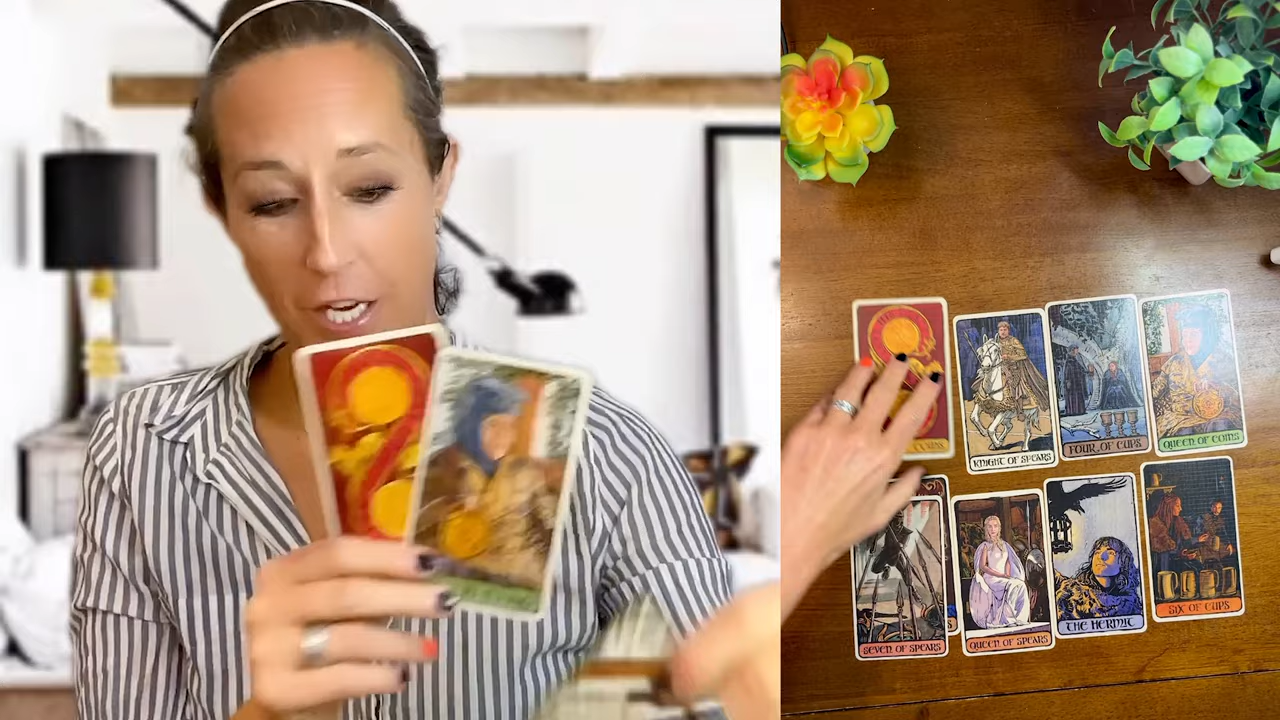 KNIGHT OF SPEARS
FOUR OF CUPS
QUEEN OF COINS
SEVEN OF SPEARS
QUEEN OF SPEARS
THE HERMIT
SIX OF CUPS